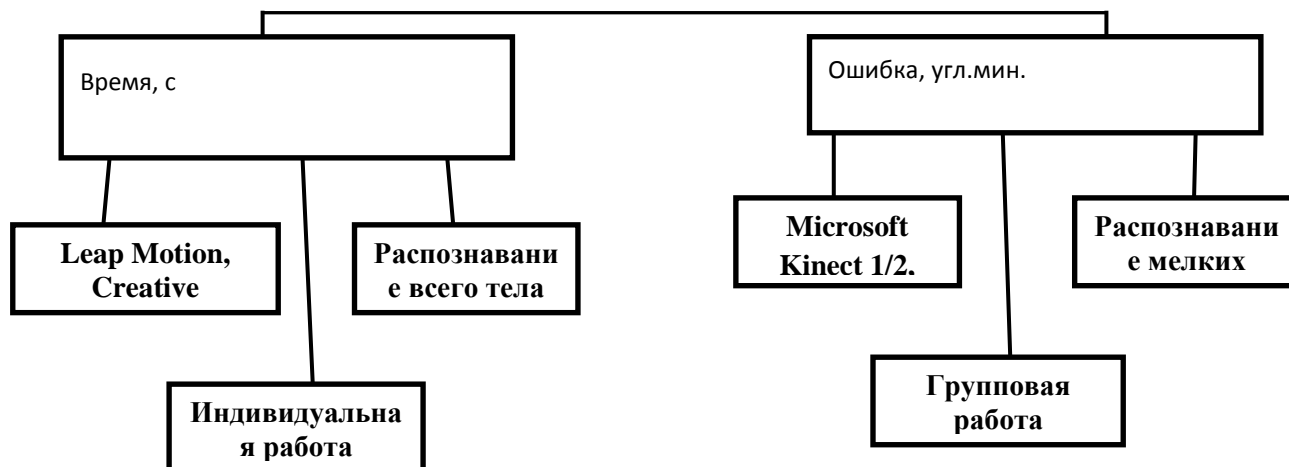 Время, с
Ошибка, угл.мин.
Leap Motion,
Creative
Распознавани
е всего тела
Microsoft
Kinect 1/2.
Распознавани
е мелких
Индивидуальна
я работа
Групповая
работа